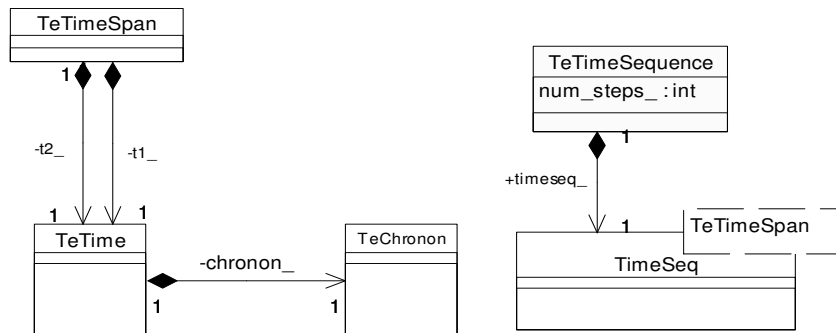 TeTimeSpan
1
-t2_
-t1_
1
1
TeTime
-chronon_
1
1
TeChronon
TeTimeSequence
num_steps_ : int
1
+timeseq_
1
TeTimeSpan
TimeSeq